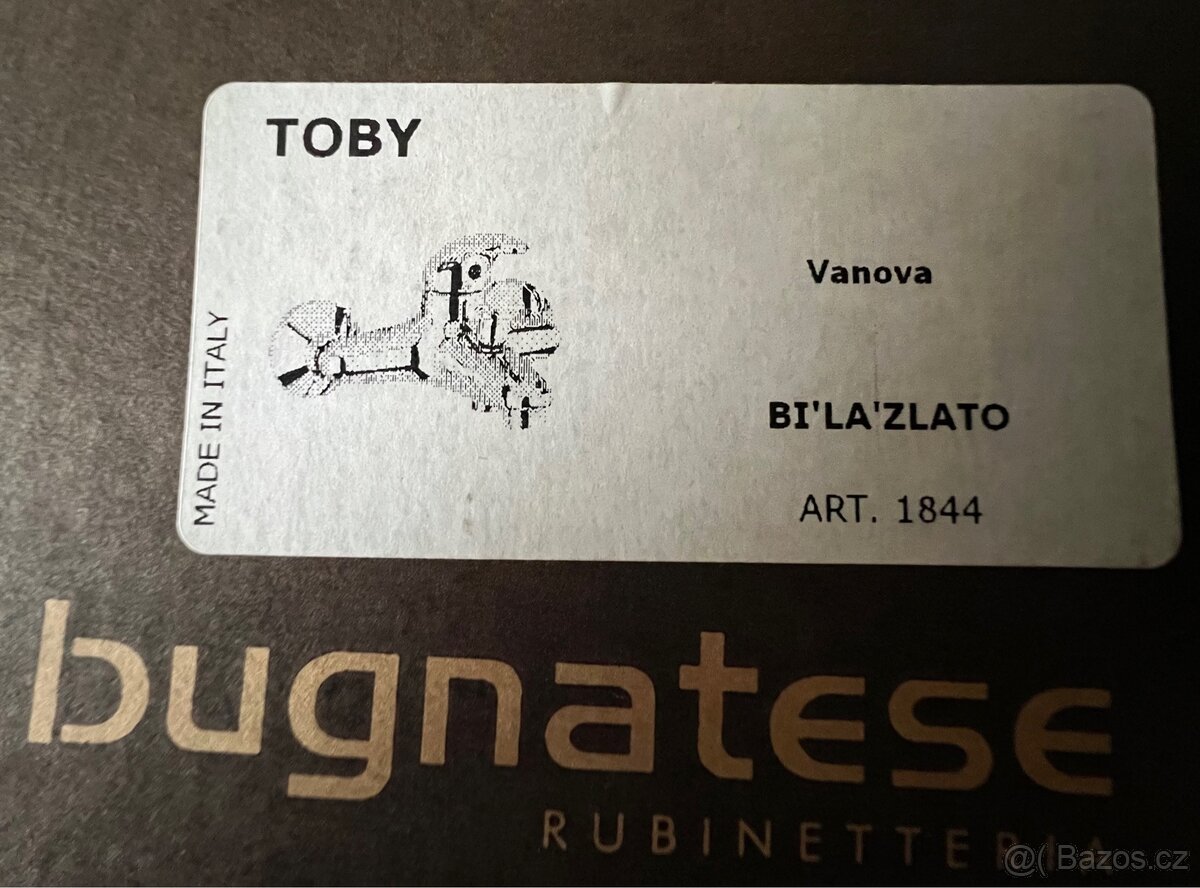 TOBY
MADE IN ITALY
Vanova
BI'LA'ZLATO
ART. 1844
bugnatese
RUBINETTERIA
@( Bazos.cz